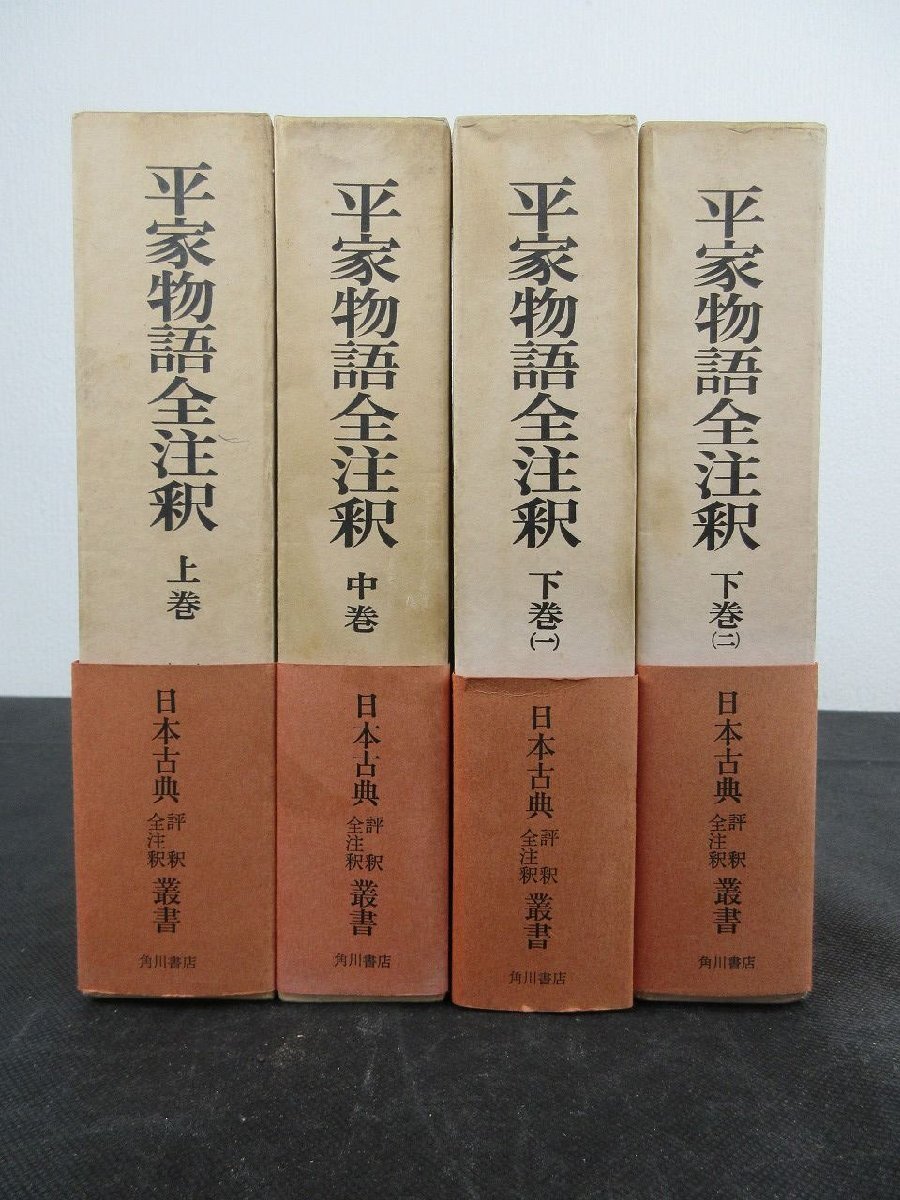 平家物語全注釈
上巻
日本古典
評釈
全注釈
叢書
角川書店
平家物語全注釈
中巻
日本古典
評釈
全注釈
叢書
角川書店
平家物語全注釈
下巻(一)
日本古典
評釈
全注釈
叢書
角川書店
平家物語全注釈
下巻(二)
日本古典
評釈
全注釈
叢書
角川書店